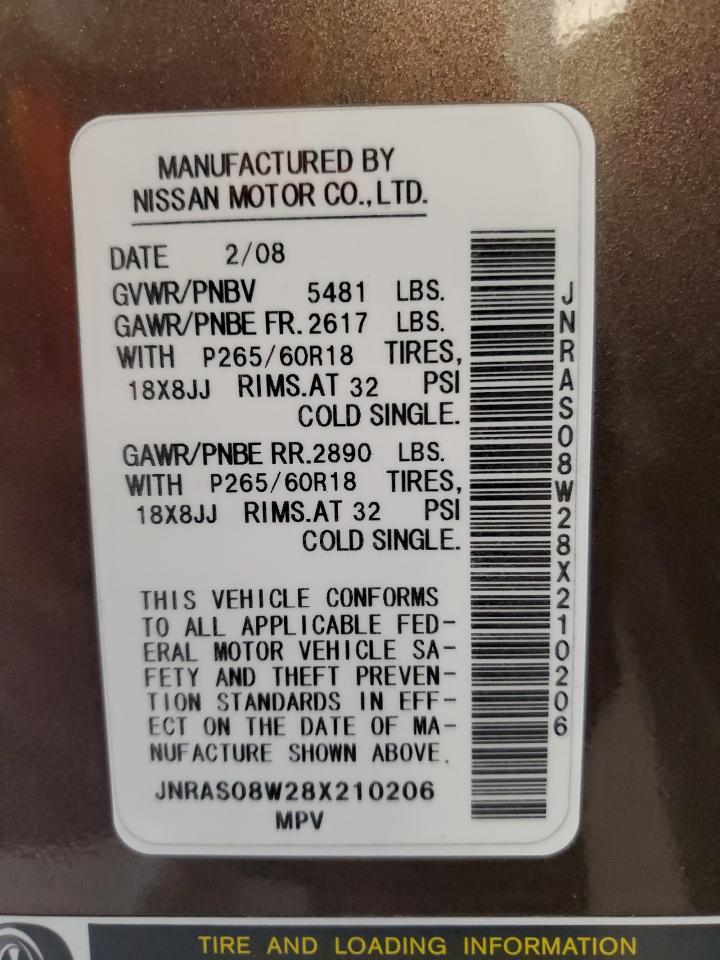 MANUFACTURED BY
NISSAN MOTOR CO.,LTD.
DATE 2/08
GVWR/PNBV 5481 LBS.
GAWR/PNBE FR. 2617 LBS.
WITH P265/60R18 TIRES,
18X8JJ RIMS.AT 32 PSI
COLD SINGLE.
GAWR/PNBE RR.2890 LBS.
WITH P265/60R18 TIRES,
18X8JJ RIMS.AT 32 PSI
COLD SINGLE.
THIS VEHICLE CONFORMS
TO ALL APPLICABLE FED-
ERAL MOTOR VEHICLE SA-
FETY AND THEFT PREVEN-
TION STANDARDS IN EFF-
ECT ON THE DATE OF MA-
NUFACTURE SHOWN ABOVE.
JNRAS08W28X210206
MPV
JNRAS08W28X210206
TIRE AND LOADING INFORMATION